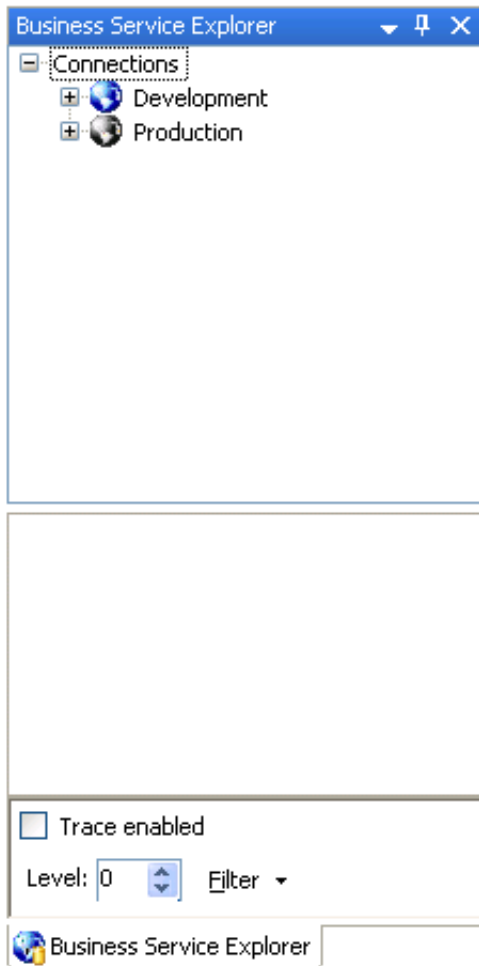 Business Service Explorer
Connections
Development
Production
Trace enabled
Level: 0 Filter
Business Service Explorer